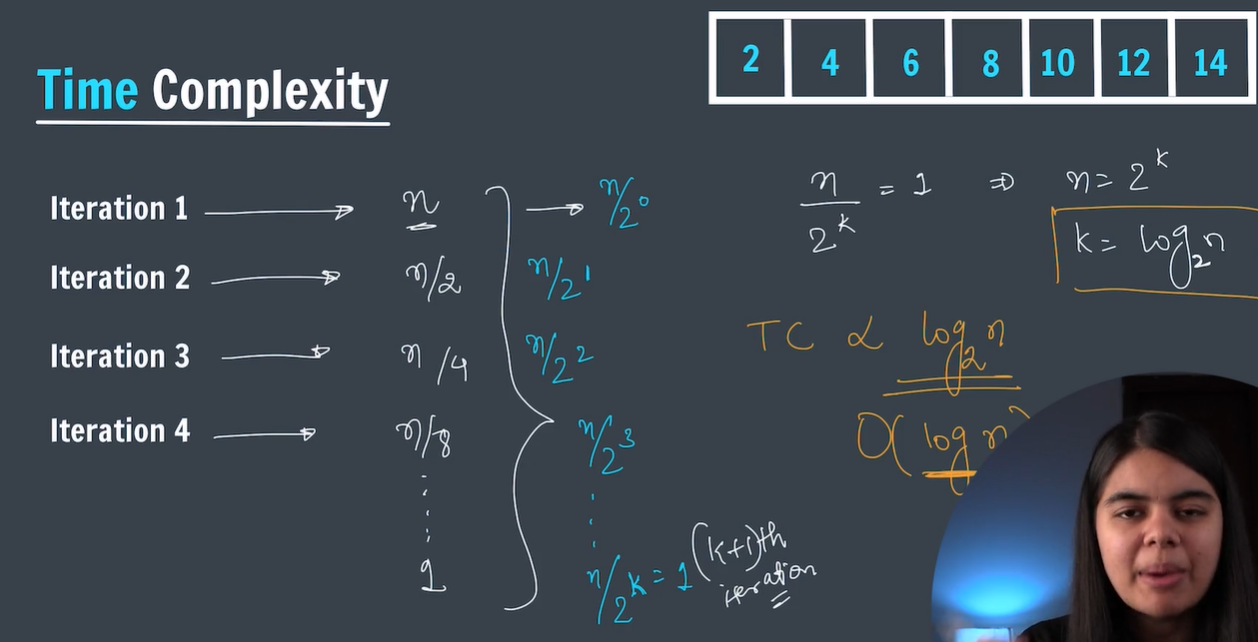 2 4 6 8 10 12 14
Time Complexity
Iteration 1 → n → n/2⁰
Iteration 2 → n/2 n/2¹
Iteration 3 → n/4 n/2²
Iteration 4 → n/8 n/2³
⋮ ⋮
1 n/2ᵏ = 1 (k+1)th
iteration
n/2ᵏ = 1 ⇒ n = 2ᵏ
k = log₂n
TC ∝ log₂n
O(log n)